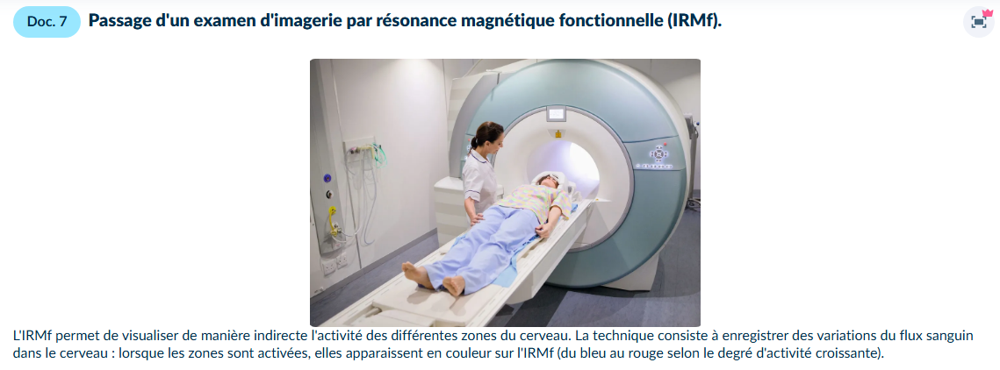 Doc. 7 Passage d'un examen d'imagerie par résonance magnétique fonctionnelle (IRMf).
L'IRMf permet de visualiser de manière indirecte l'activité des différentes zones du cerveau. La technique consiste à enregistrer des variations du flux sanguin
dans le cerveau : lorsque les zones sont activées, elles apparaissent en couleur sur l'IRMf (du bleu au rouge selon le degré d'activité croissante).